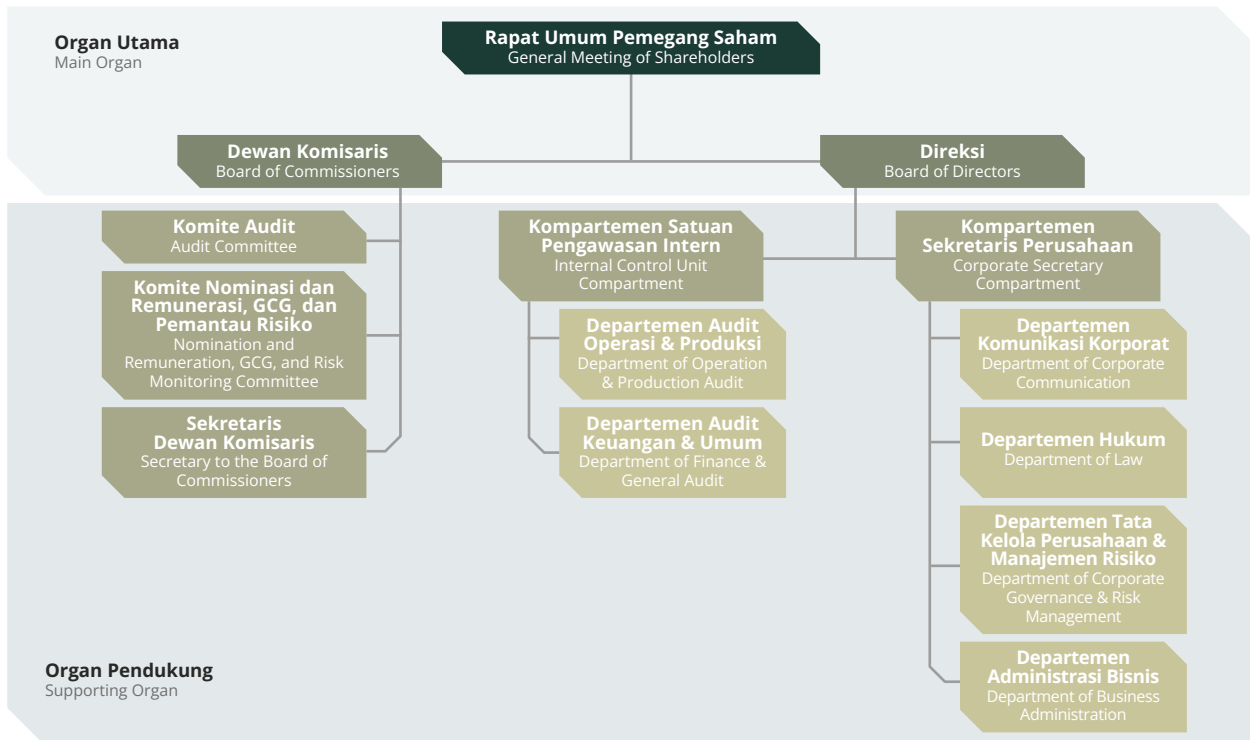 Organ Utama
Main Organ
Rapat Umum Pemegang Saham
General Meeting of Shareholders
Dewan Komisaris
Board of Commissioners
Direksi
Board of Directors
Komite Audit
Audit Committee
Komite Nominasi dan
Remunerasi, GCG, dan
Pemantau Risiko
Nomination and
Remuneration, GCG, and Risk
Monitoring Committee
Sekretaris
Dewan Komisaris
Secretary to the Board of
Commissioners
Kompartemen Satuan
Pengawasan Intern
Internal Control Unit
Compartment
Departemen Audit
Operasi & Produksi
Department of Operation
& Production Audit
Departemen Audit
Keuangan & Umum
Department of Finance &
General Audit
Kompartemen
Sekretaris Perusahaan
Corporate Secretary
Compartment
Departemen
Komunikasi Korporat
Department of Corporate
Communication
Departemen Hukum
Department of Law
Departemen Tata
Kelola Perusahaan &
Manajemen Risiko
Department of Corporate
Governance & Risk
Management
Departemen
Administrasi Bisnis
Department of Business
Administration
Organ Pendukung
Supporting Organ